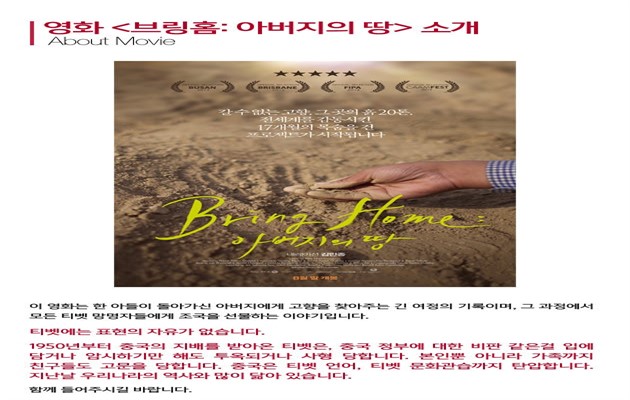 영화 <브링홈: 아버지의 땅> 소개
About Movie
BUSAN
BRISBANE
FIPA
갈 수 없는 고향, 그 곳의 흙 20톤,
전세계를 감동시킨
17개월의 목숨을 건
프로젝트가 시작됩니다
Bring Home:
아버지의 땅
내레이션 김민종
이 영화는 한 아들이 돌아가신 아버지에게 고향을 찾아주는 긴 여정의 기록이며, 그 과정에서
모든 티벳 망명자들에게 조국을 선물하는 이야기입니다.
티벳에는 표현의 자유가 없습니다.
1950년부터 중국의 지배를 받아온 티벳은, 중국 정부에 대한 비판 같은걸 입에
담거나 암시하기만 해도 투옥되거나 사형 당합니다. 본인뿐 아니라 가족까지
친구들도 고문을 당합니다. 중국은 티벳 언어, 티벳 문화관습까지 탄압합니다.
지난날 우리나라의 역사와 많이 닮아 있습니다.
함께 들어주시길 바랍니다.